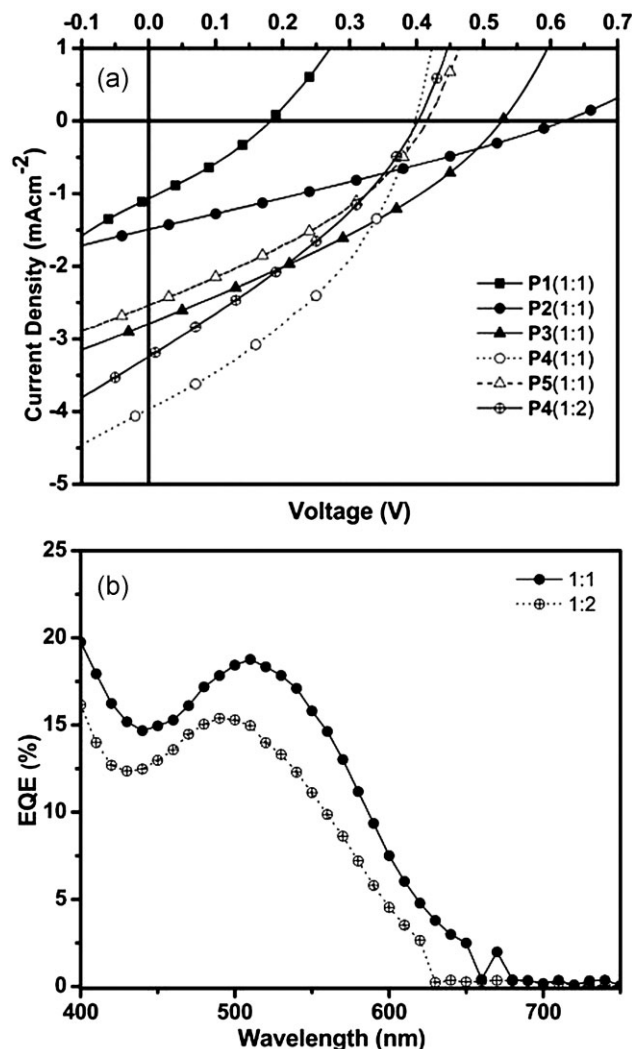 -0.1 0.0 0.1 0.2 0.3 0.4 0.5 0.6 0.7
(a)
1
0
-1
-2
-3
-4
-5
Current Density (mAcm-2)
P1(1:1)
P2(1:1)
P3(1:1)
P4(1:1)
P5(1:1)
P4(1:2)
Voltage (V)
(b)
25
20
15
10
5
0
EQE (%)
1:1
1:2
400 500 600 700
Wavelength (nm)